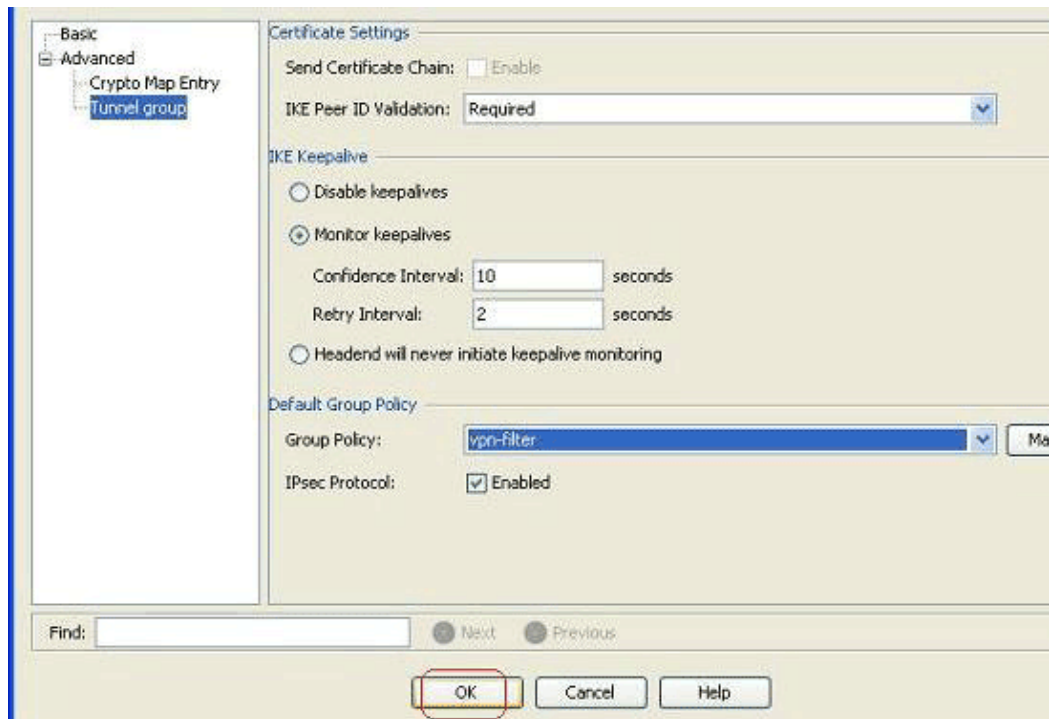 Basic
Advanced
Crypto Map Entry
Tunnel group
Certificate Settings
Send Certificate Chain: Enable
IKE Peer ID Validation: Required
IKE Keepalive
Disable keepalives
Monitor keepalives
Confidence Interval: 10 seconds
Retry Interval: 2 seconds
Headend will never initiate keepalive monitoring
Default Group Policy
Group Policy: vpn-filter Ma
IPsec Protocol: Enabled
Find: Next Previous
OK Cancel Help